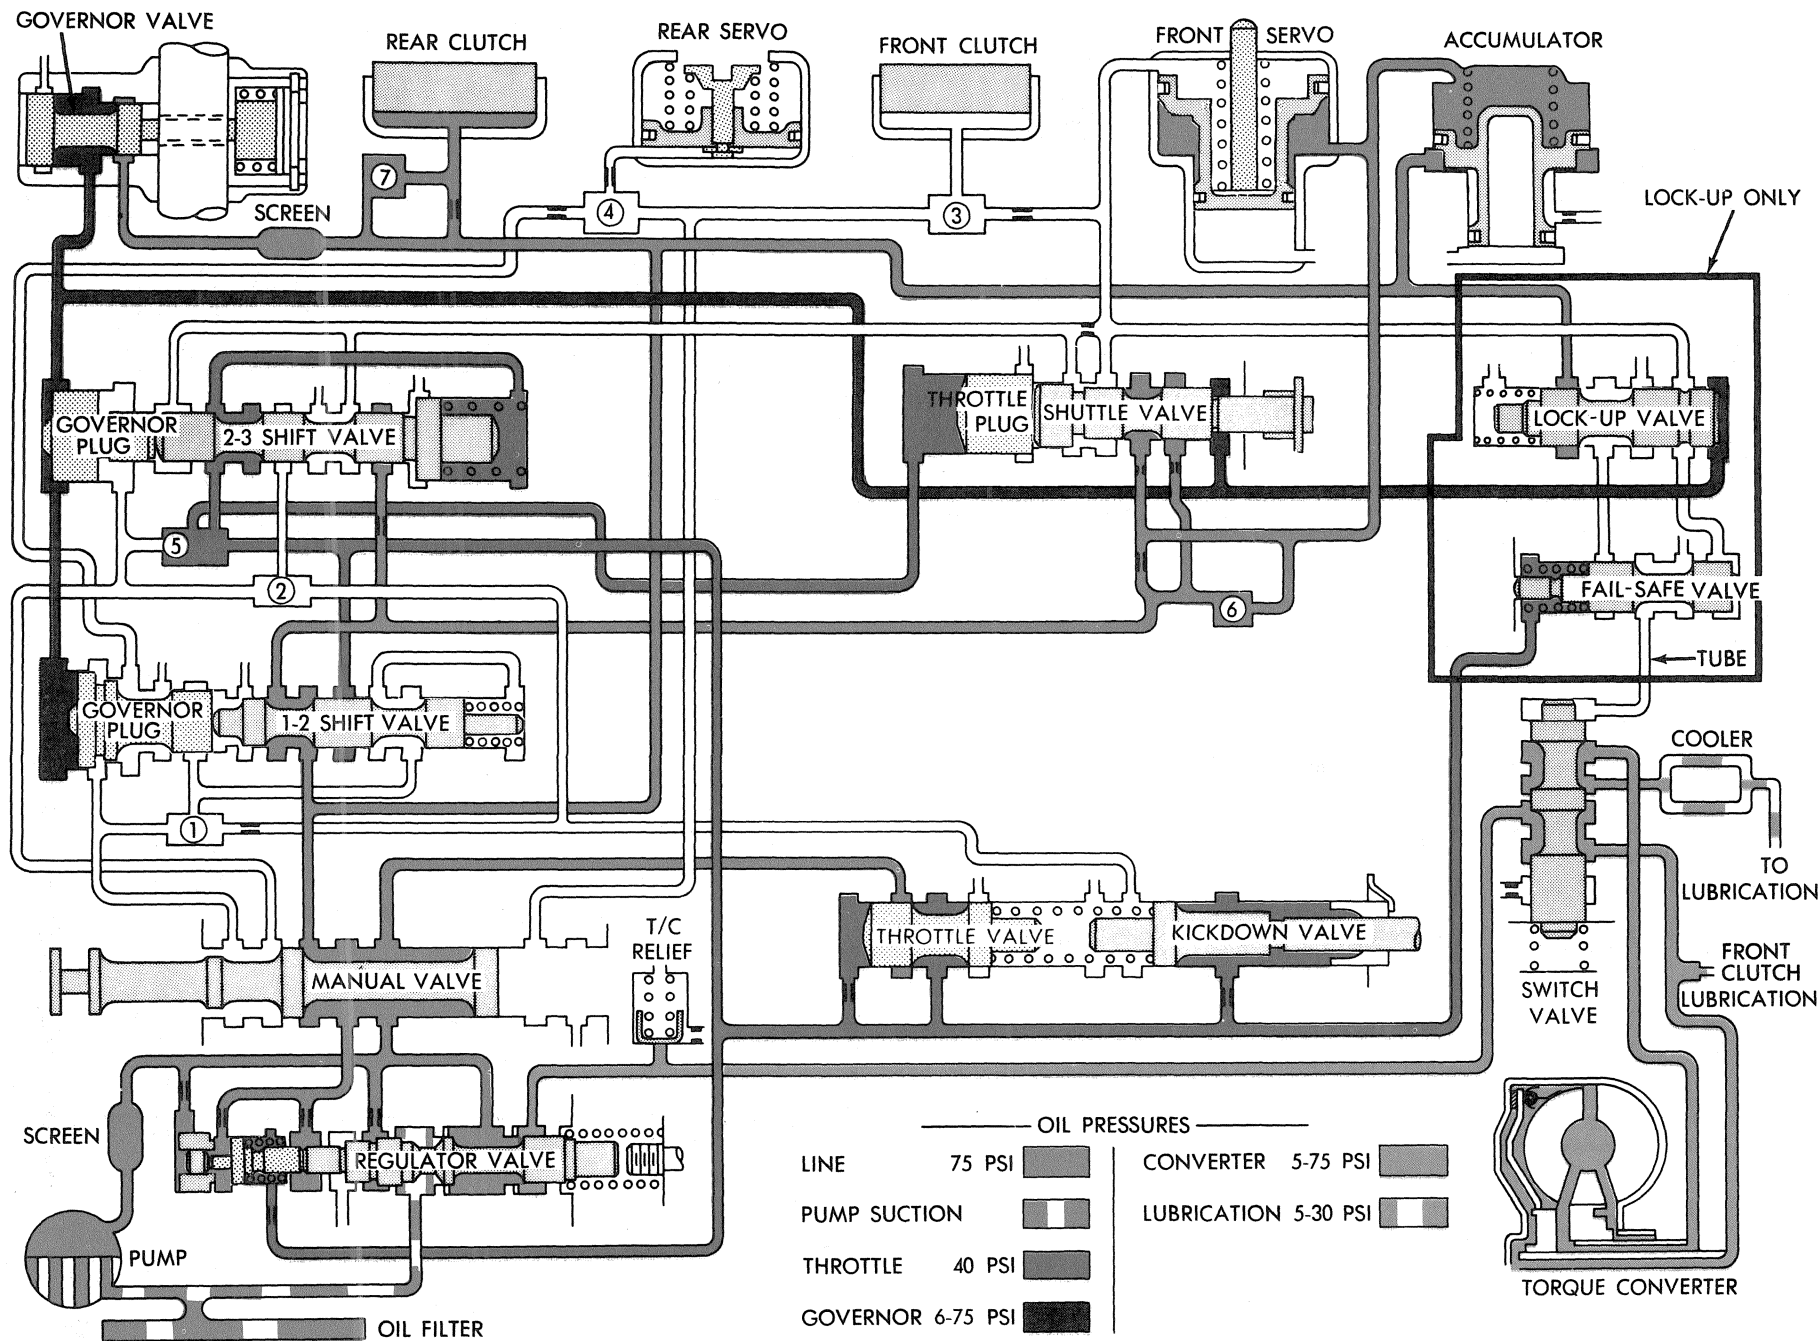 GOVERNOR VALVE
REAR CLUTCH
REAR SERVO
FRONT CLUTCH
FRONT SERVO
ACCUMULATOR
LOCK-UP ONLY
SCREEN
7
4
3
GOVERNOR
PLUG
2-3 SHIFT VALVE
THROTTLE
PLUG
SHUTTLE VALVE
LOCK-UP VALVE
5
2
6
FAIL-SAFE VALVE
TUBE
GOVERNOR
PLUG
1-2 SHIFT VALVE
COOLER
1
TO
LUBRICATION
T/C
RELIEF
THROTTLE VALVE
KICKDOWN VALVE
MANUAL VALVE
SWITCH
VALVE
FRONT
CLUTCH
LUBRICATION
SCREEN
REGULATOR VALVE
PUMP
OIL FILTER
OIL PRESSURES
LINE 75 PSI
PUMP SUCTION
THROTTLE 40 PSI
GOVERNOR 6-75 PSI
CONVERTER 5-75 PSI
LUBRICATION 5-30 PSI
TORQUE CONVERTER